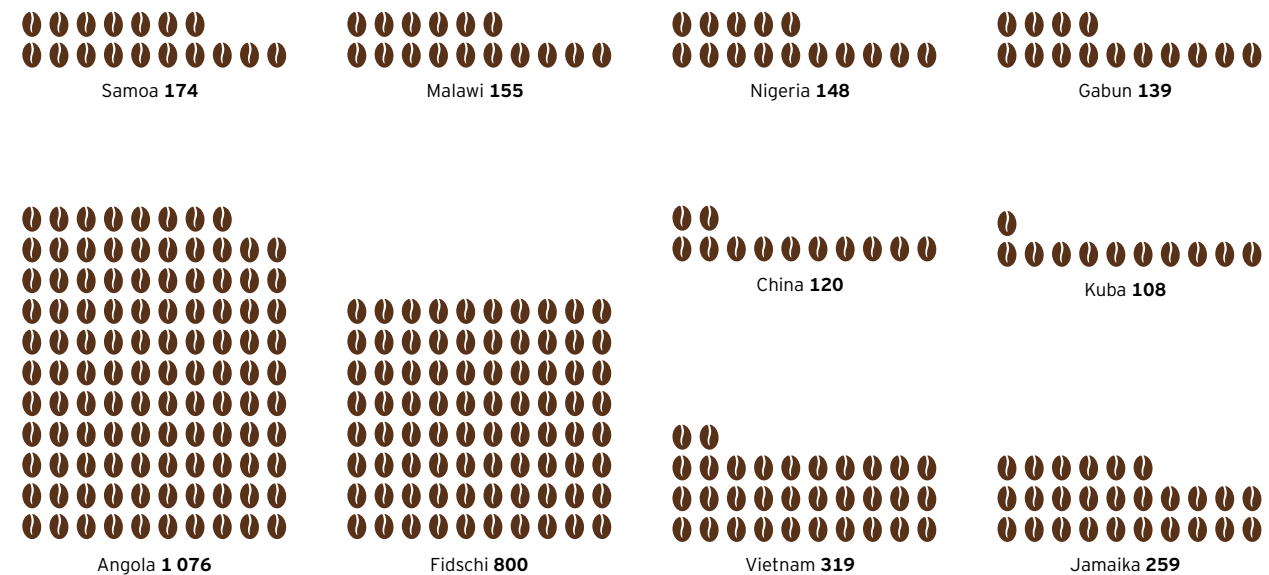 Samoa 174
Malawi 155
Nigeria 148
Gabun 139
China 120
Kuba 108
Angola 1 076
Fidschi 800
Vietnam 319
Jamaika 259